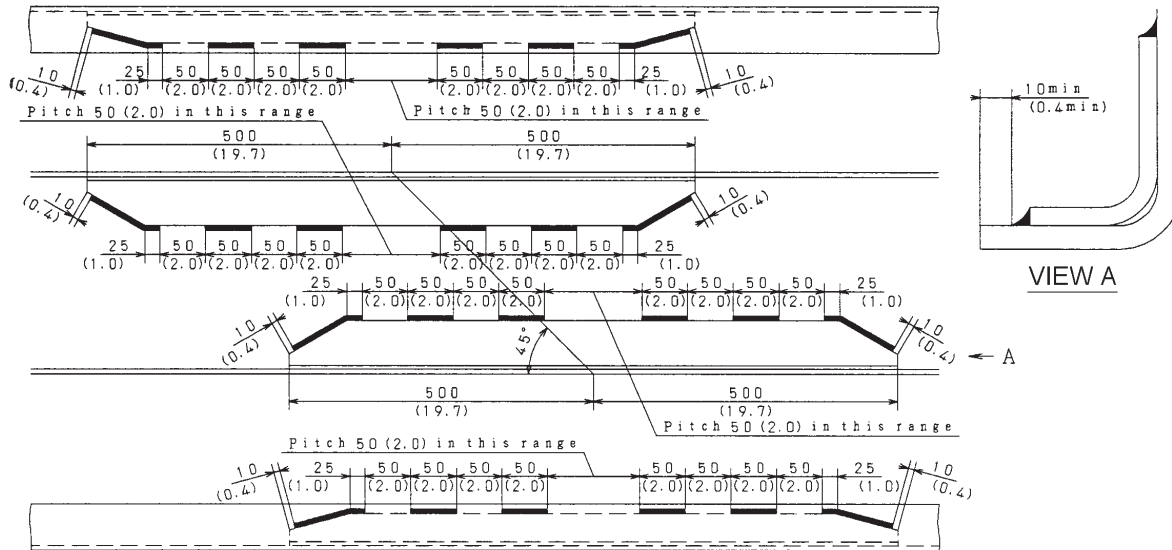 25 50 50 50 50 50 50 50 50 25
10 (1.0) (2.0) (2.0) (2.0) (2.0) (2.0) (2.0) (2.0) (2.0) (1.0) 10
(0.4) (0.4)
Pitch 50 (2.0) in this range Pitch 50 (2.0) in this range
500 500
(19.7) (19.7)
10 10
(0.4) (0.4)
25 50 50 50 50 50 50 50 50 25
(1.0) (2.0) (2.0) (2.0) (2.0) (2.0) (2.0) (2.0) (2.0) (1.0)
25 50 50 50 50 50 50 50 50 25
(1.0) (2.0) (2.0) (2.0) (2.0) (2.0) (2.0) (2.0) (2.0) (1.0)
10 10
(0.4) (0.4)
45°
A
500 500
(19.7) (19.7)
Pitch 50 (2.0) in this range
Pitch 50 (2.0) in this range
10 25 50 50 50 50 50 50 50 50 25 10
(0.4) (1.0) (2.0) (2.0) (2.0) (2.0) (2.0) (2.0) (2.0) (2.0) (1.0) (0.4)
10min
(0.4min)
VIEW A